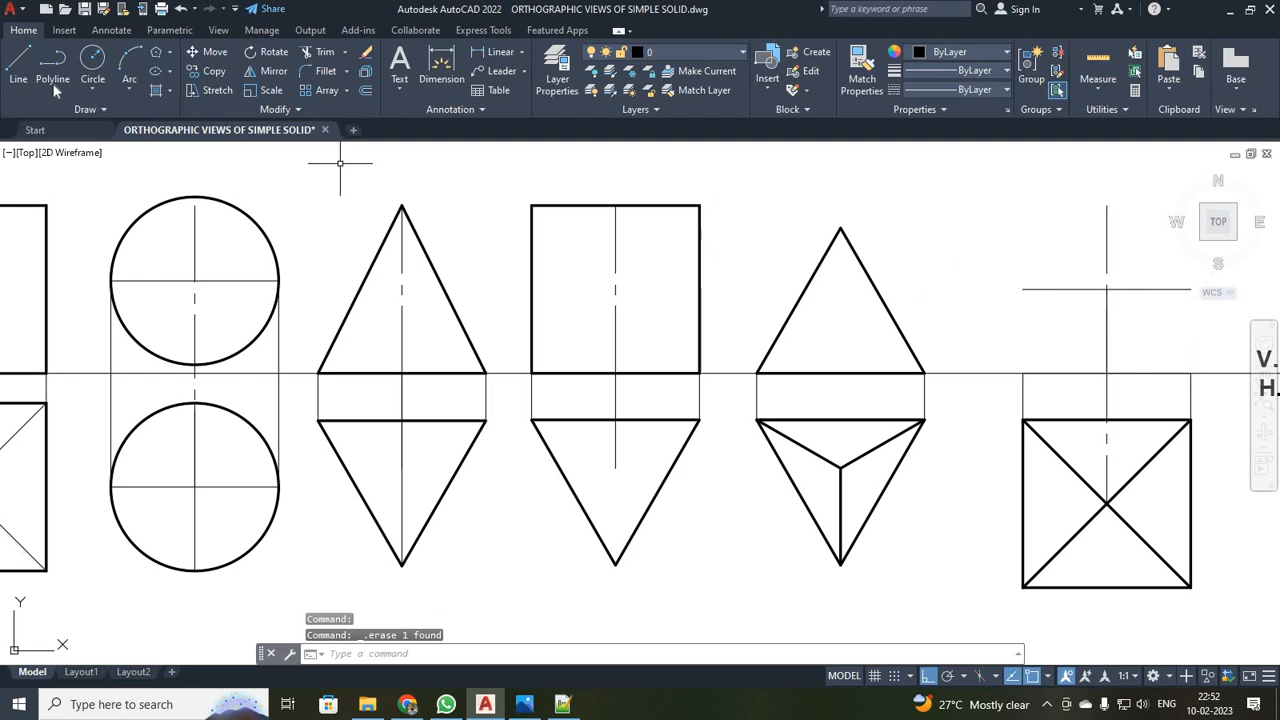 Share
Autodesk AutoCAD 2022 ORTHOGRAPHIC VIEWS OF SIMPLE SOLID.dwg
Type a keyword or phrase
Sign In
Home Insert Annotate Parametric View Manage Output Add-ins Collaborate Express Tools Featured Apps
Line Polyline Circle Arc
Move Rotate Trim
Copy Mirror Fillet
Stretch Scale Array
Text Dimension
Linear
Leader
Table
Layer Properties
0
Make Current
Match Layer
Insert
Create
Edit
Match Properties
ByLayer
ByLayer
ByLayer
Group
Measure
Paste
Base
Draw Modify Annotation Layers Block Properties Groups Utilities Clipboard View
Start ORTHOGRAPHIC VIEWS OF SIMPLE SOLID*
[−][Top][2D Wireframe]
N
W TOP E
S
WCS
V.
H.
Y
X
Command:
Command: _.erase 1 found
Type a command
Model Layout1 Layout2
MODEL
1:1
Type here to search
27°C Mostly clear
ENG
22:52
10-02-2023